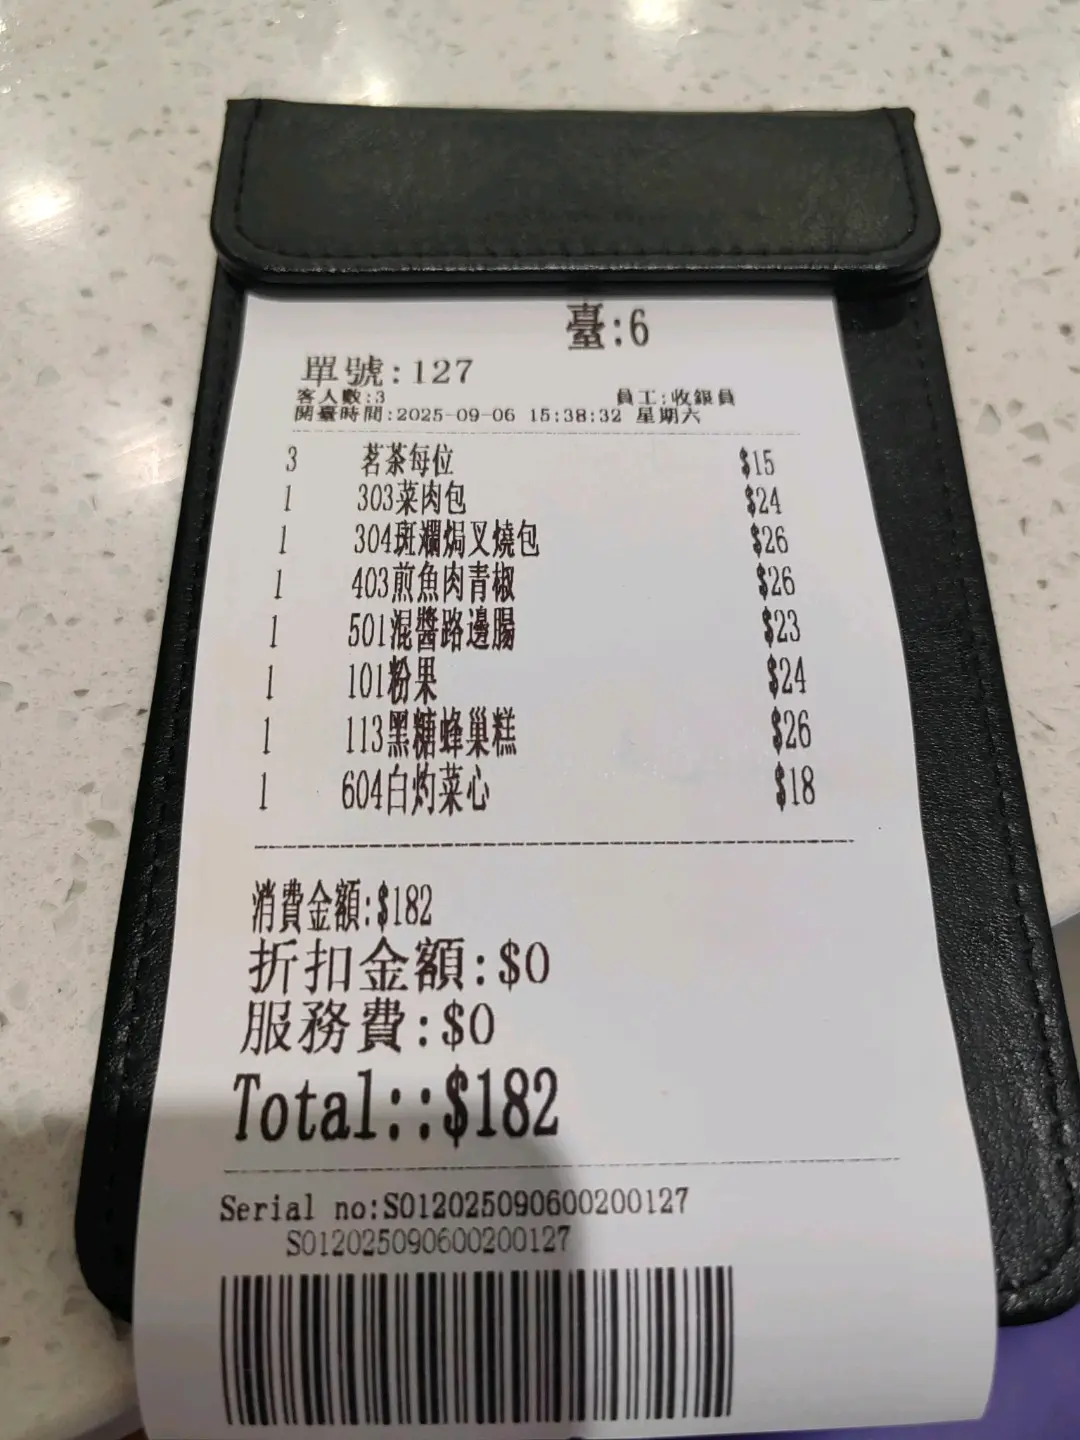 臺:6
單號:127
客人數:3 員工:收銀員
開臺時間:2025-09-06 15:38:32 星期六
3 茗茶每位 $15
1 303菜肉包 $24
1 304斑斕焗叉燒包 $26
1 403煎魚肉青椒 $26
1 501混醬路邊腸 $23
1 101粉果 $24
1 113黑糖蜂巢糕 $26
1 604白灼菜心 $18
消費金額:$182
折扣金額:$0
服務費:$0
Total::$182
Serial no:S012025090600200127
S012025090600200127